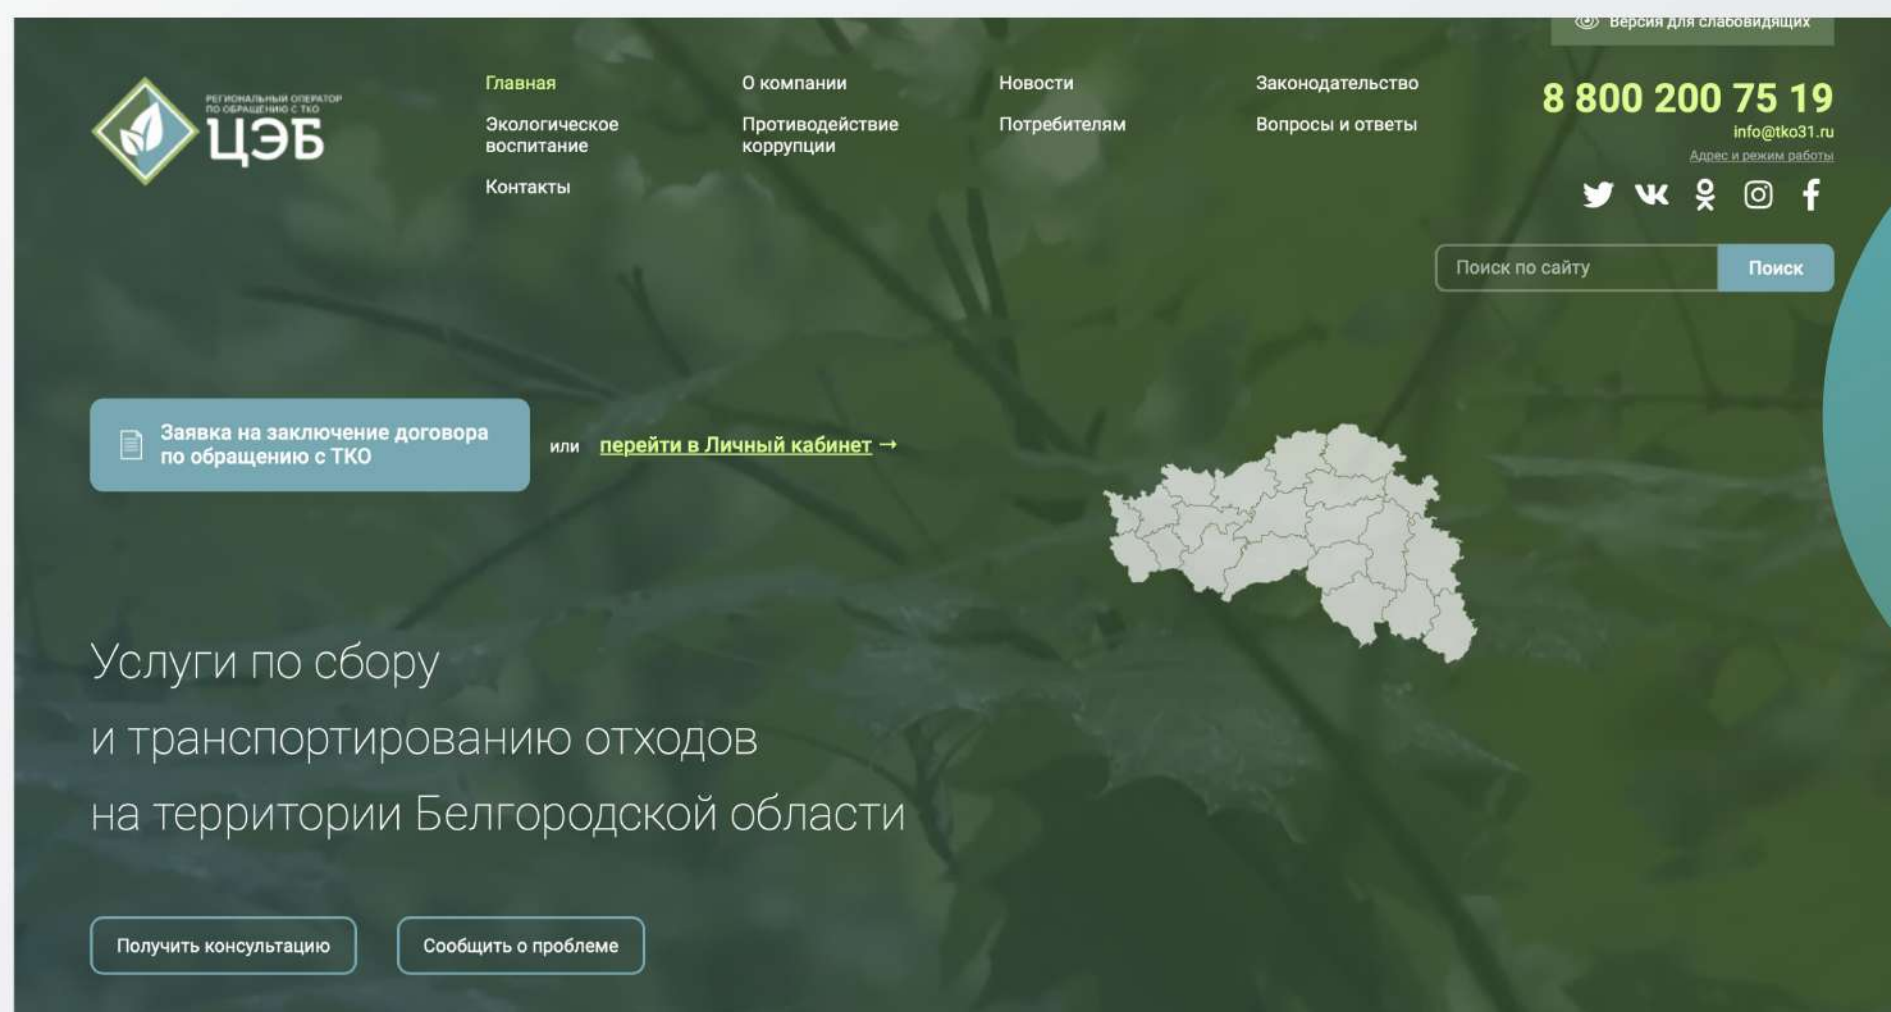 Версия для слабовидящих
РЕГИОНАЛЬНЫЙ ОПЕРАТОР
ПО ОБРАЩЕНИЮ С ТКО
ЦЭБ
Главная
О компании
Новости
Законодательство
Экологическое
воспитание
Противодействие
коррупции
Потребителям
Вопросы и ответы
Контакты
8 800 200 75 19
info@tko31.ru
Адрес и режим работы
Поиск по сайту
Поиск
Заявка на заключение договора
по обращению с ТКО
или перейти в Личный кабинет →
Услуги по сбору
и транспортированию отходов
на территории Белгородской области
Получить консультацию
Сообщить о проблеме